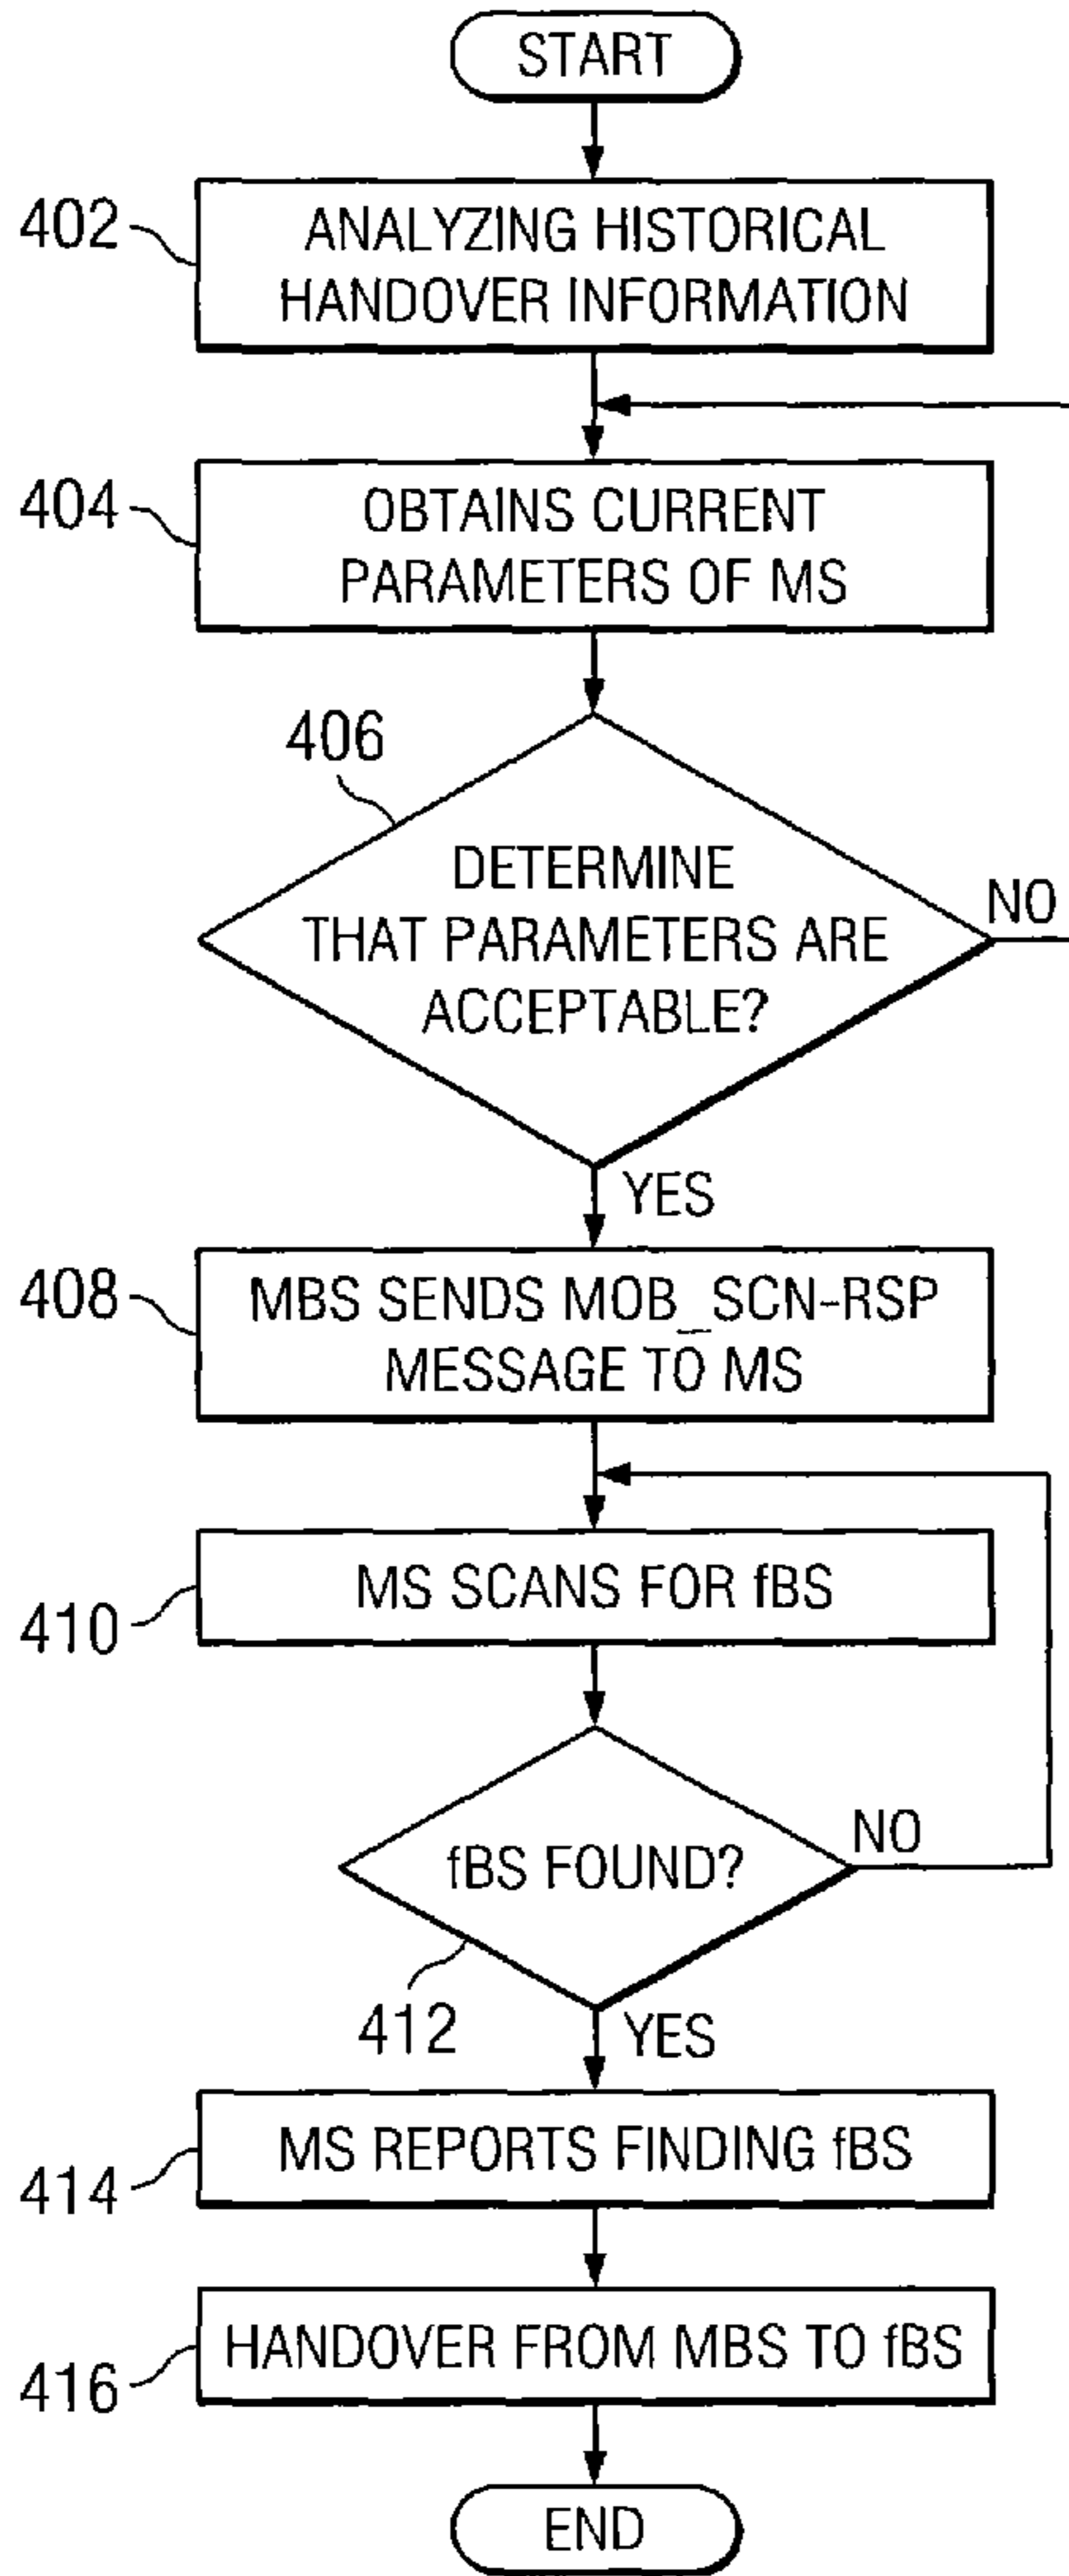 START
402
ANALYZING HISTORICAL
HANDOVER INFORMATION
404
OBTAINS CURRENT
PARAMETERS OF MS
406
DETERMINE
THAT PARAMETERS ARE
ACCEPTABLE?
NO
YES
408
MBS SENDS MOB_SCN-RSP
MESSAGE TO MS
410
MS SCANS FOR fBS
fBS FOUND?
NO
412
YES
414
MS REPORTS FINDING fBS
416
HANDOVER FROM MBS TO fBS
END